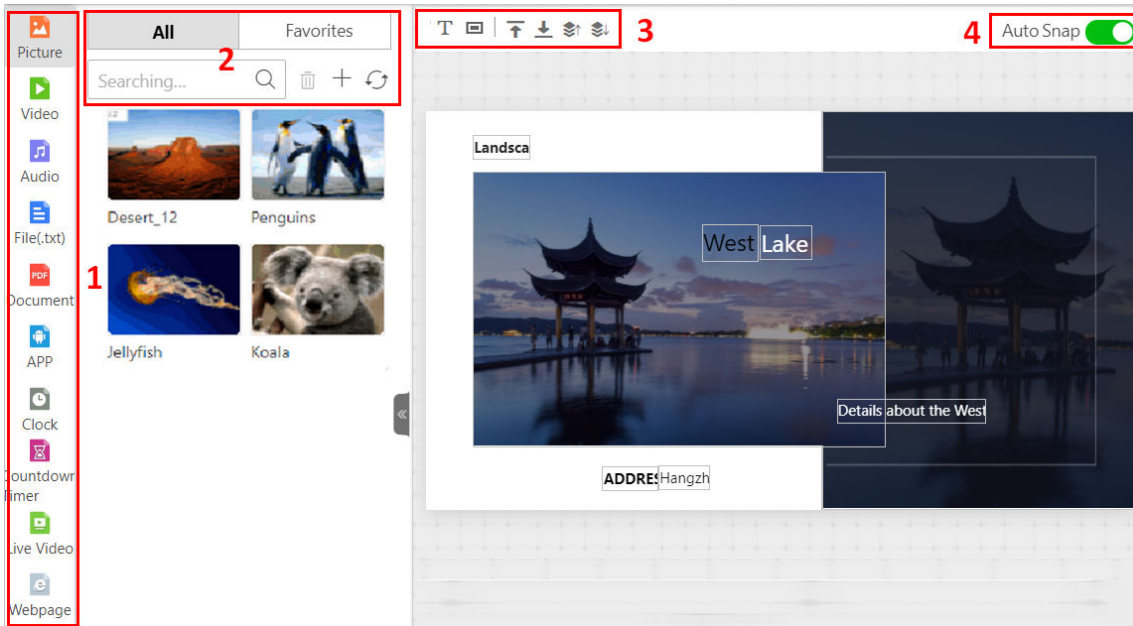 Picture
Video
Audio
File(.txt)
PDF
Document
APP
Clock
Countdown
Timer
Live Video
Webpage
1
All
Favorites
Searching...
2
Desert_12
Penguins
Jellyfish
Koala
T
3
4
Auto Snap
Landsca
West Lake
Details about the West
ADDRES
Hangzh